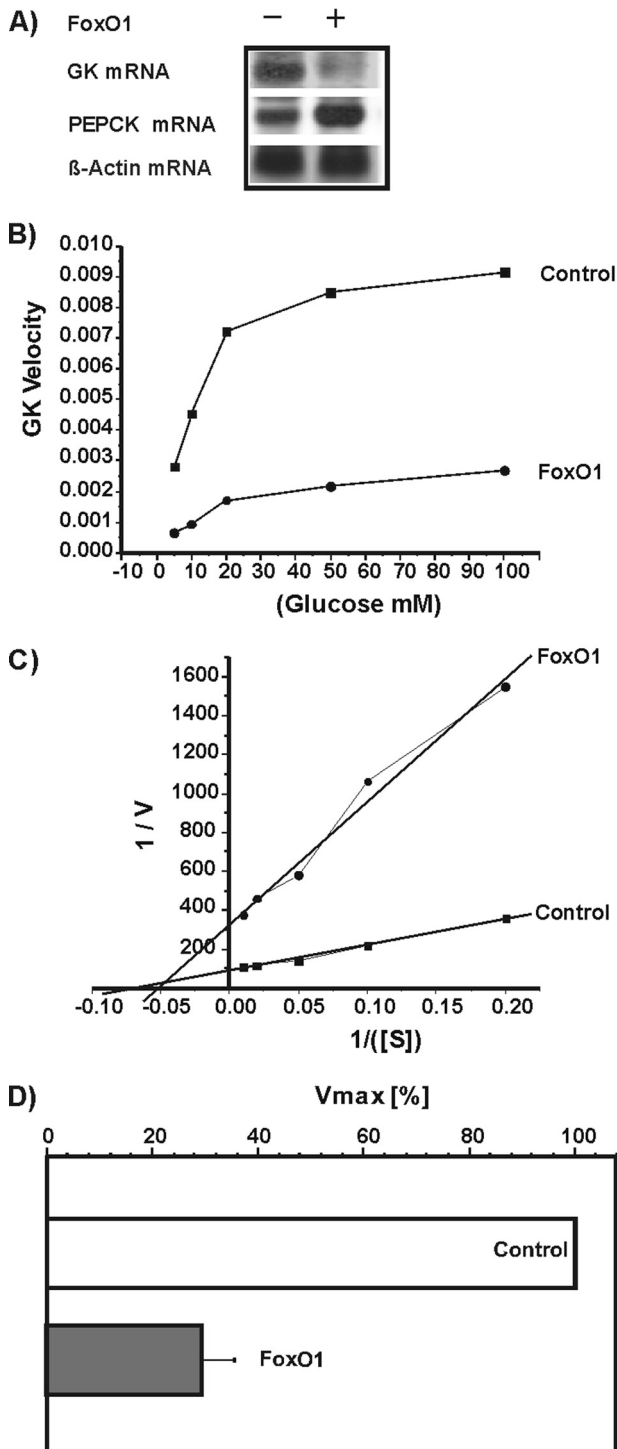 A)
FoxO1 − +
GK mRNA
PEPCK mRNA
ß-Actin mRNA
B)
0.010
0.009
0.008
0.007
0.006
0.005
0.004
0.003
0.002
0.001
0.000
GK Velocity
Control
FoxO1
-10 0 10 20 30 40 50 60 70 80 90 100
(Glucose mM)
C)
1600
1400
1200
1000
800
600
400
200
1 / V
FoxO1
Control
-0.10 -0.05 0.00 0.05 0.10 0.15 0.20
1/([S])
D)
Vmax [%]
0 20 40 60 80 100
Control
FoxO1